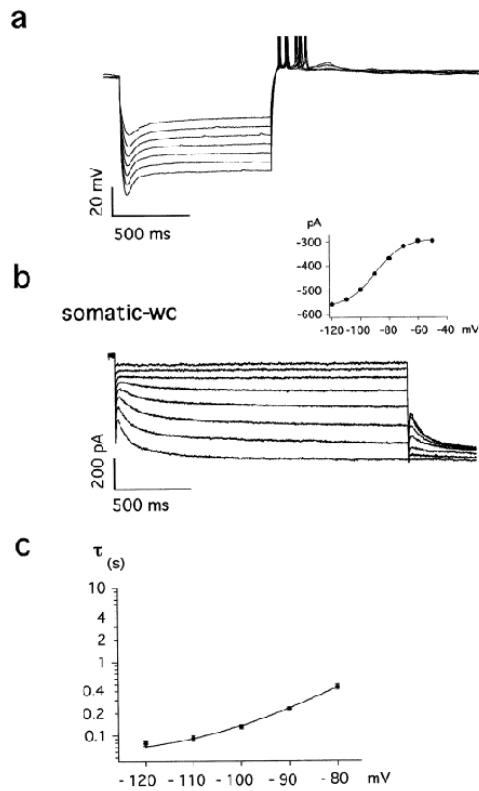 a
20 mV
500 ms
b
somatic-wc
pA
-300
-400
-500
-600
-120 -100 -80 -60 -40 mV
200 pA
500 ms
c
τ (s)
10
4
2
1
0.4
0.2
0.1
- 120 - 110 - 100 - 90 - 80 mV